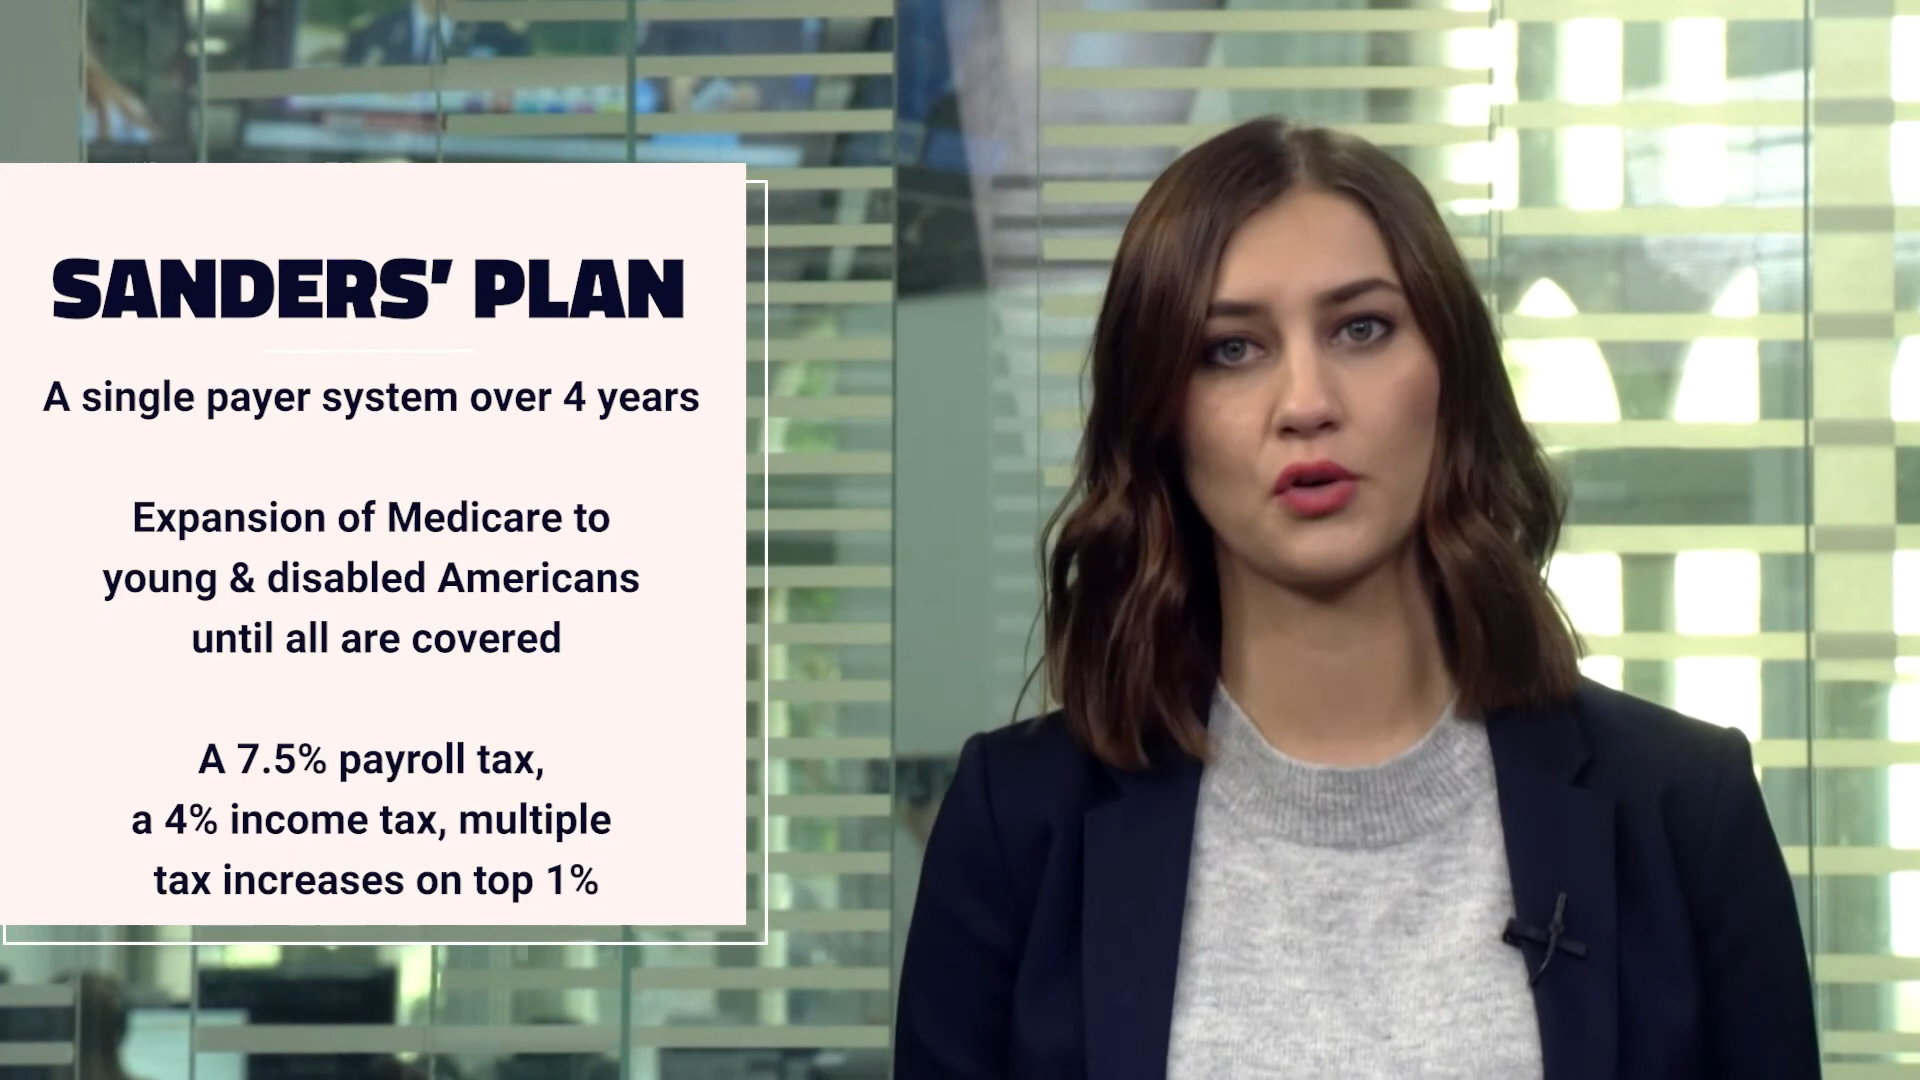 SANDERS’ PLAN
A single payer system over 4 years
Expansion of Medicare to
young & disabled Americans
until all are covered
A 7.5% payroll tax,
a 4% income tax, multiple
tax increases on top 1%